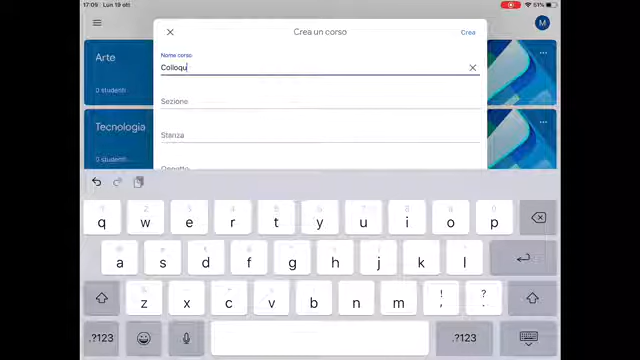 17:09 Lun 19 ott 51%
Crea un corso
Crea
M
Nome corso
Colloqu
Arte
0 studenti
Sezione
Tecnologia
Stanza
0 studenti
Oggetto
q w e r t y u i o p
a s d f g h j k l
z x c v b n m ! , ? .
.?123 .?123